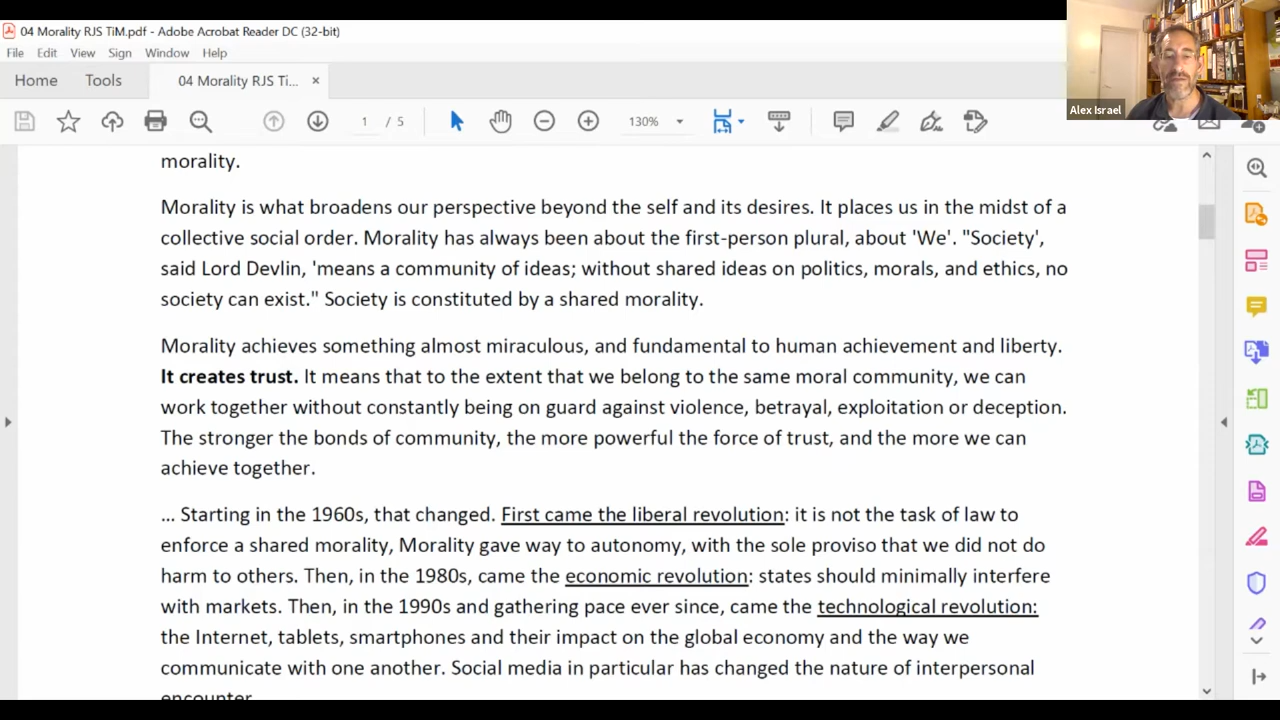 04 Morality RJS TiM.pdf - Adobe Acrobat Reader DC (32-bit)
File Edit View Sign Window Help
Home Tools 04 Morality RJS Ti... ×
1 / 5 130%
Alex Israel
morality.
Morality is what broadens our perspective beyond the self and its desires. It places us in the midst of a
collective social order. Morality has always been about the first-person plural, about 'We'. "Society',
said Lord Devlin, 'means a community of ideas; without shared ideas on politics, morals, and ethics, no
society can exist." Society is constituted by a shared morality.
Morality achieves something almost miraculous, and fundamental to human achievement and liberty.
It creates trust. It means that to the extent that we belong to the same moral community, we can
work together without constantly being on guard against violence, betrayal, exploitation or deception.
The stronger the bonds of community, the more powerful the force of trust, and the more we can
achieve together.
... Starting in the 1960s, that changed. First came the liberal revolution: it is not the task of law to
enforce a shared morality, Morality gave way to autonomy, with the sole proviso that we did not do
harm to others. Then, in the 1980s, came the economic revolution: states should minimally interfere
with markets. Then, in the 1990s and gathering pace ever since, came the technological revolution:
the Internet, tablets, smartphones and their impact on the global economy and the way we
communicate with one another. Social media in particular has changed the nature of interpersonal
encounter